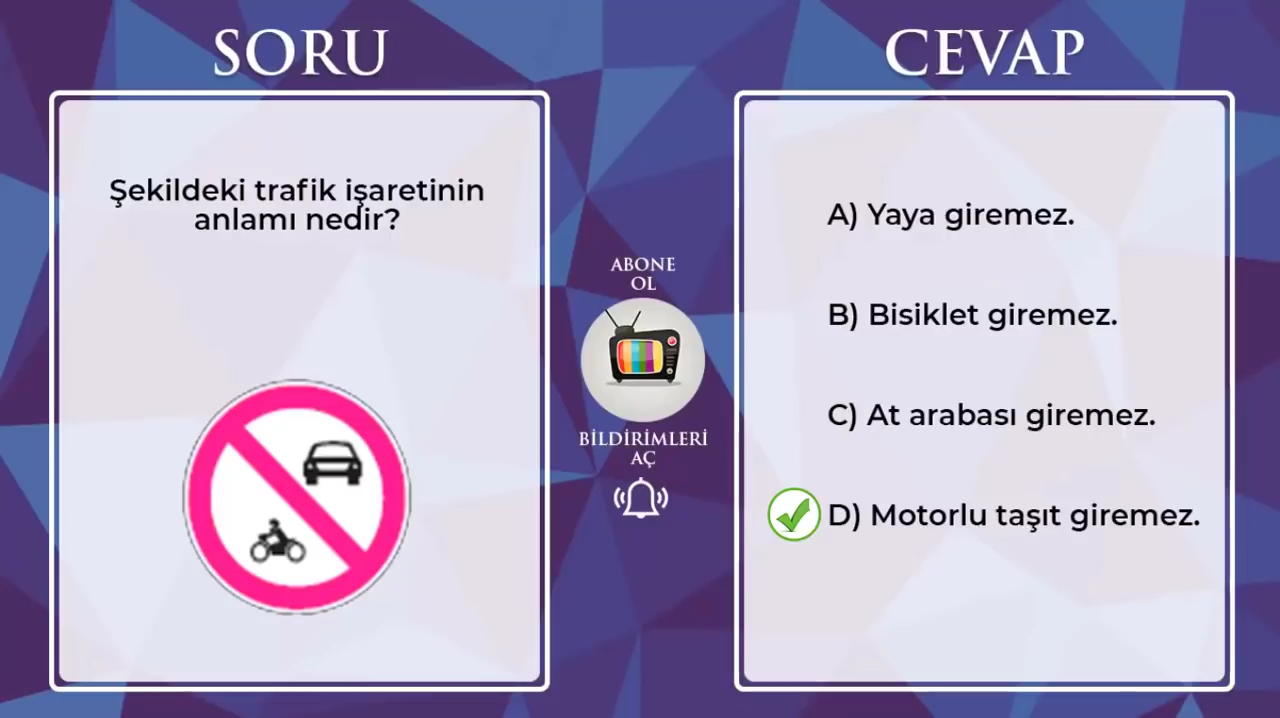 SORU
Şekildeki trafik işaretinin
anlamı nedir?
ABONE
OL
BİLDİRİMLERİ
AÇ
CEVAP
A) Yaya giremez.
B) Bisiklet giremez.
C) At arabası giremez.
D) Motorlu taşıt giremez.